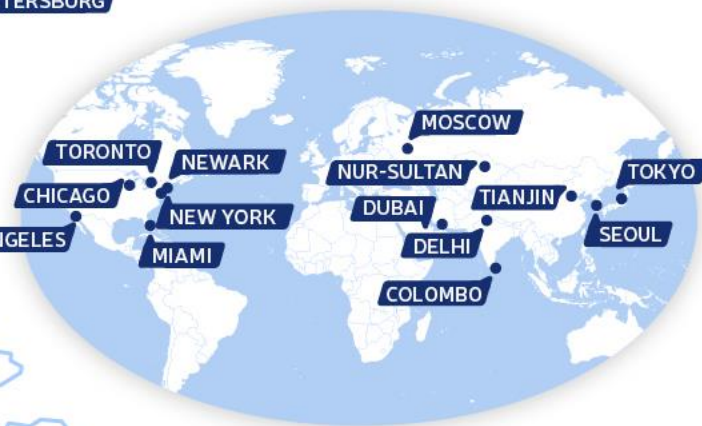 TERSBURG
MOSCOW
TORONTO
NEWARK
NUR-SULTAN
TOKYO
CHICAGO
TIANJIN
DUBAI
NEW YORK
NGELES
DELHI
SEOUL
MIAMI
COLOMBO